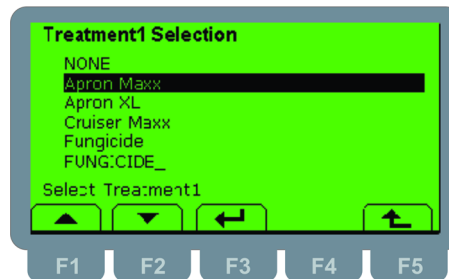 Treatment1 Selection
NONE
Apron Maxx
Apron XL
Cruiser Maxx
Fungicide
FUNGICIDE_
Select Treatment1
F1 F2 F3 F4 F5